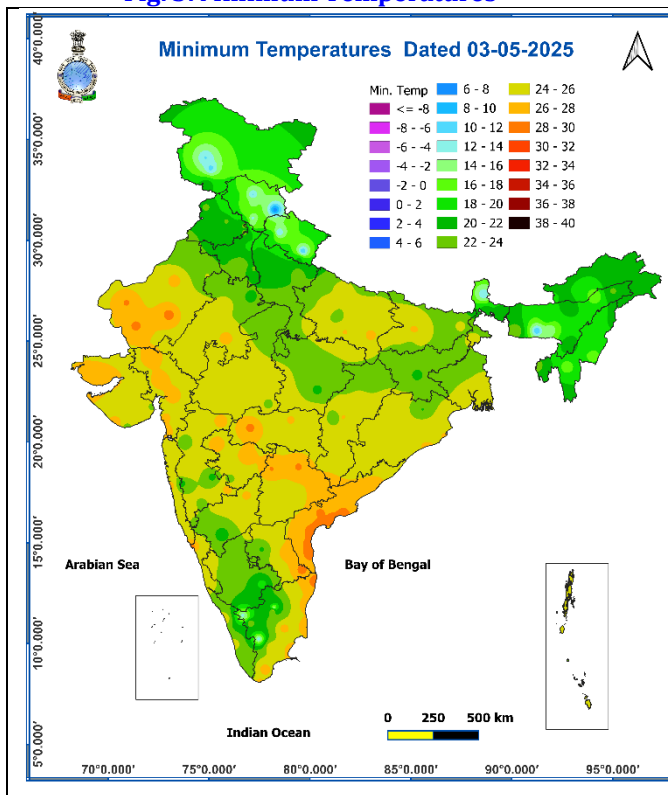 Fig. 3: Minimum Temperatures
Minimum Temperatures Dated 03-05-2025
Min. Temp
<= -8
-8 - -6
-6 - -4
-4 - -2
-2 - 0
0 - 2
2 - 4
4 - 6
6 - 8
8 - 10
10 - 12
12 - 14
14 - 16
16 - 18
18 - 20
20 - 22
22 - 24
24 - 26
26 - 28
28 - 30
30 - 32
32 - 34
34 - 36
36 - 38
38 - 40
40°0.000'
35°0.000'
30°0.000'
25°0.000'
20°0.000'
15°0.000'
10°0.000'
5°0.000'
Arabian Sea
Bay of Bengal
Indian Ocean
0 250 500 km
70°0.000' 75°0.000' 80°0.000' 85°0.000' 90°0.000' 95°0.000'